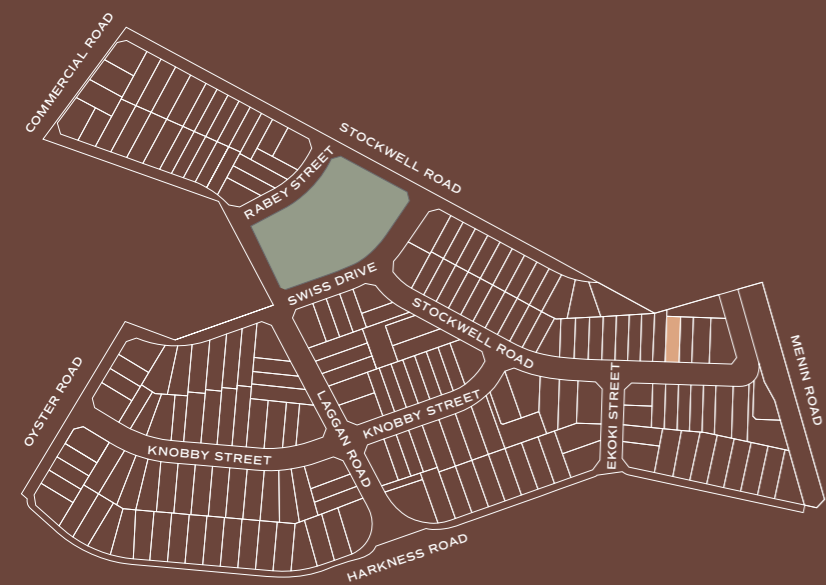 COMMERCIAL ROAD
STOCKWELL ROAD
RABEY STREET
SWISS DRIVE
STOCKWELL ROAD
MENIN ROAD
OYSTER ROAD
LAGGAN ROAD
KNOBBY STREET
EKOKI STREET
KNOBBY STREET
HARKNESS ROAD